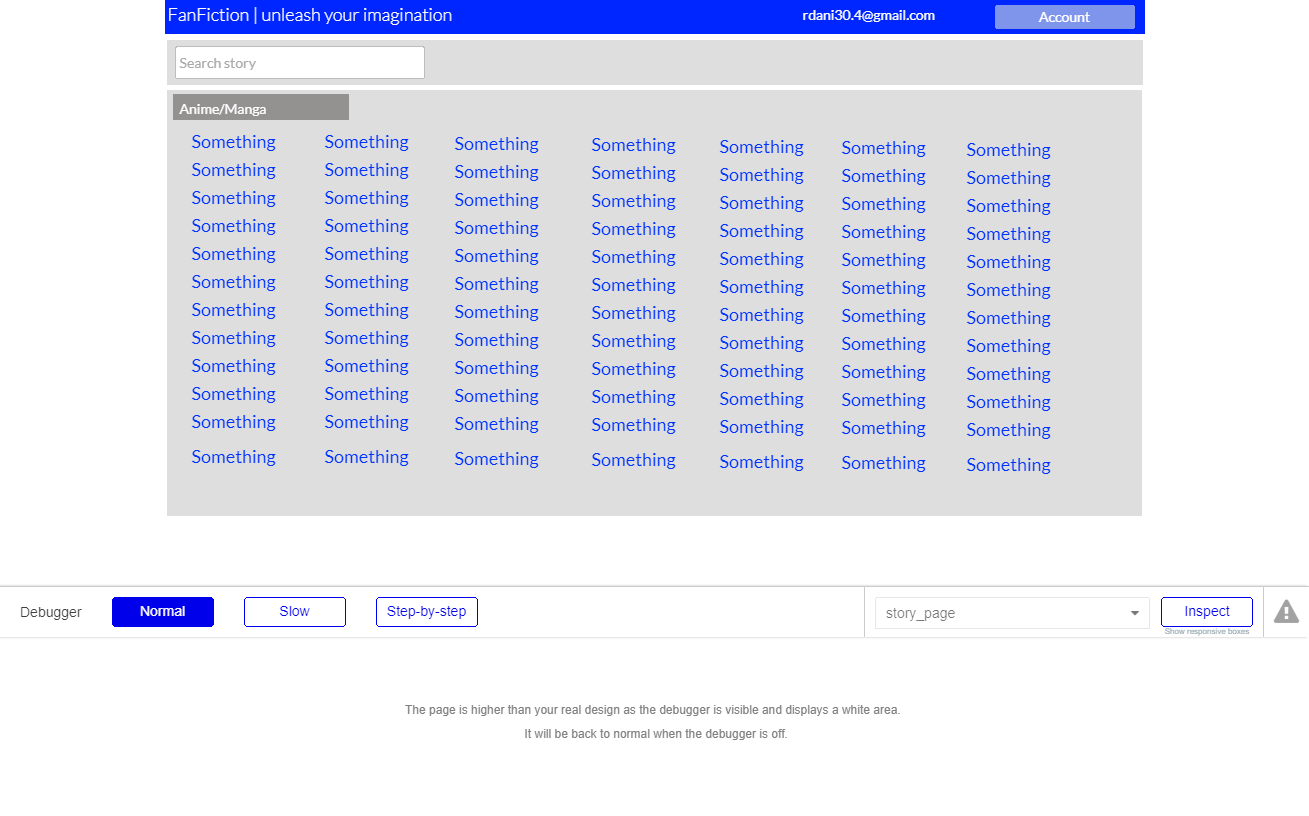 FanFiction | unleash your imagination rdani30.4@gmail.com Account
Search story
Anime/Manga
Something Something Something Something Something Something Something
Something Something Something Something Something Something Something
Something Something Something Something Something Something Something
Something Something Something Something Something Something Something
Something Something Something Something Something Something Something
Something Something Something Something Something Something Something
Something Something Something Something Something Something Something
Something Something Something Something Something Something Something
Something Something Something Something Something Something Something
Something Something Something Something Something Something Something
Something Something Something Something Something Something Something
Something Something Something Something Something Something Something
Debugger Normal Slow Step-by-step story_page Inspect
Show responsive boxes
The page is higher than your real design as the debugger is visible and displays a white area.
It will be back to normal when the debugger is off.